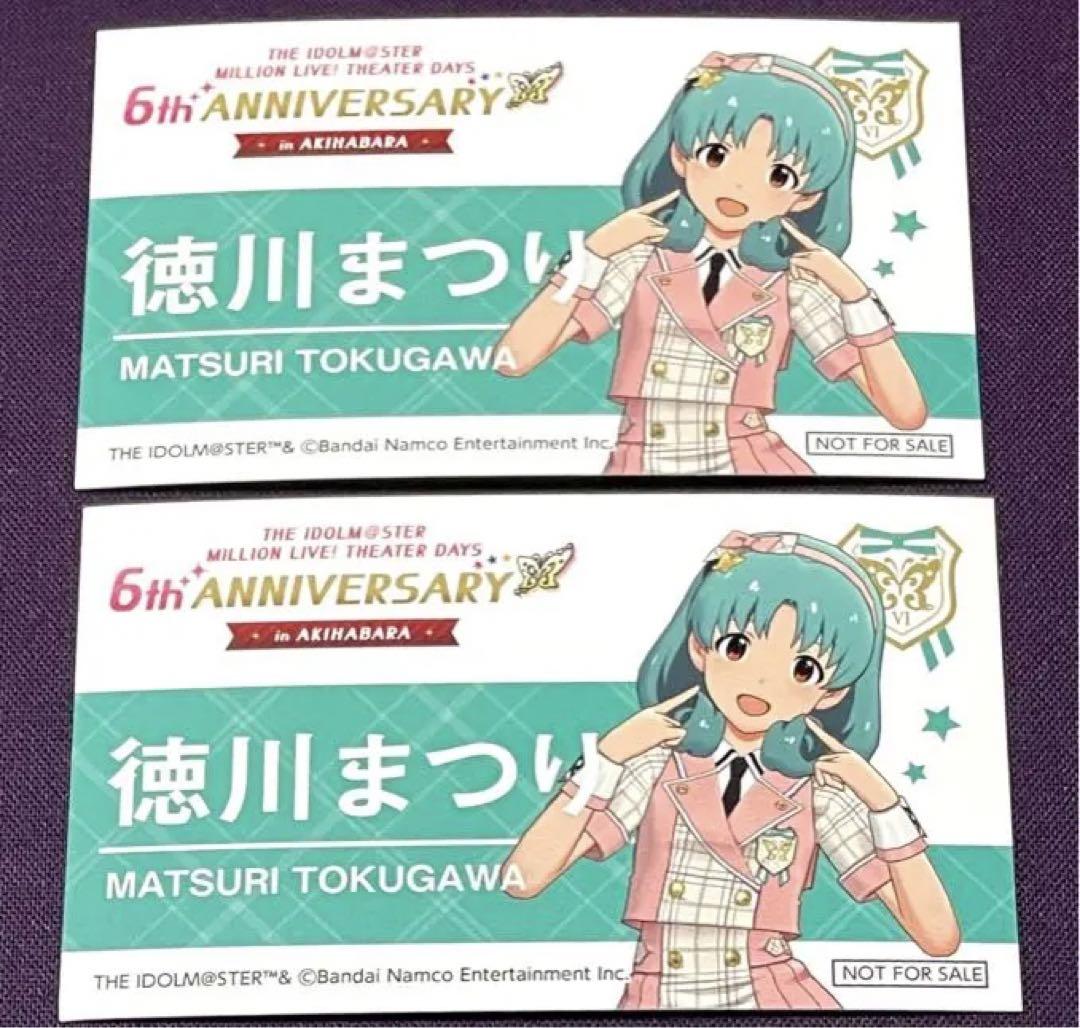 THE IDOLM@STER
MILLION LIVE! THEATER DAYS
6th ANNIVERSARY
in AKIHABARA
VI
徳川まつり
MATSURI TOKUGAWA
THE IDOLM@STER™& ©Bandai Namco Entertainment Inc.
NOT FOR SALE
THE IDOLM@STER
MILLION LIVE! THEATER DAYS
6th ANNIVERSARY
in AKIHABARA
VI
徳川まつり
MATSURI TOKUGAWA
THE IDOLM@STER™& ©Bandai Namco Entertainment Inc.
NOT FOR SALE